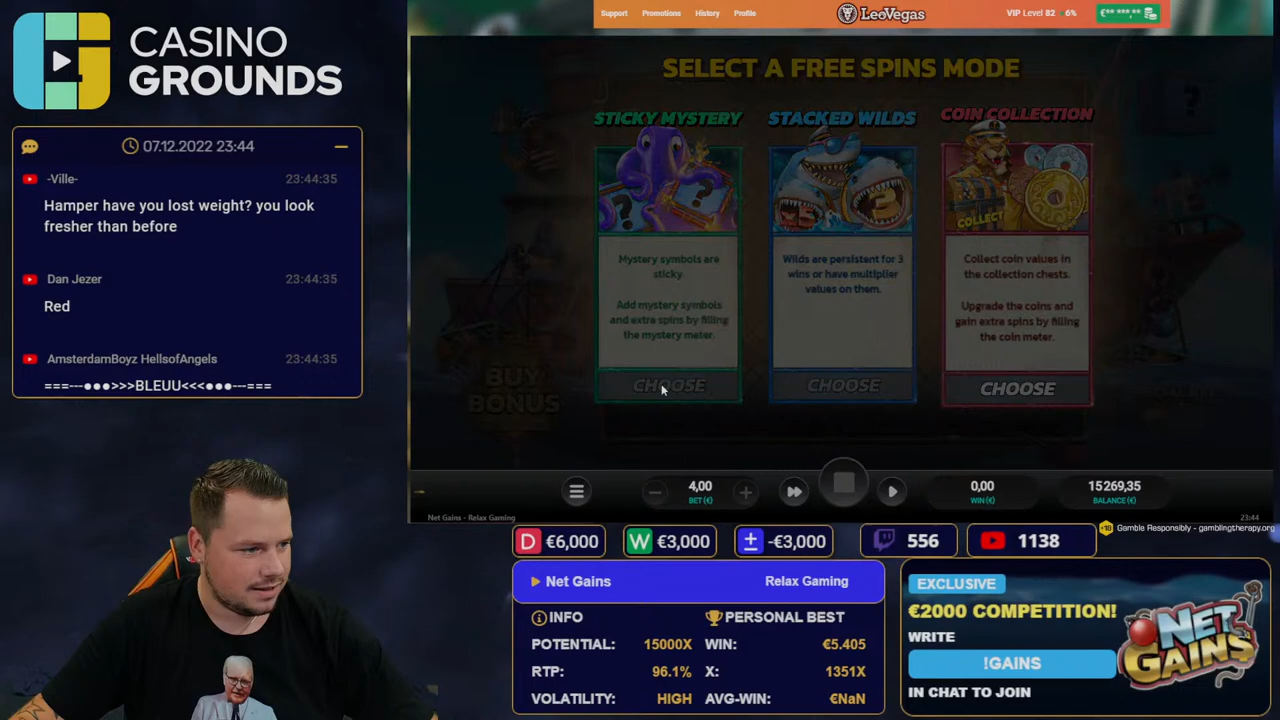 CASINO
GROUNDS
07.12.2022 23:44
-Ville-
23:44:35
Hamper have you lost weight? you look
fresher than before
Dan Jezer
23:44:35
Red
AmsterdamBoyz HellsofAngels
23:44:35
===---●●●>>>BLEUU<<<●●●---===
Support
Promotions
History
Profile
LeoVegas
VIP Level 82
6%
€** ***,**
SELECT A FREE SPINS MODE
STICKY MYSTERY
Mystery symbols are
sticky
Add mystery symbols
and extra spins by filling
the mystery meter.
CHOOSE
STACKED WILDS
3
Wilds are persistent for 3
wins or have multiplier
values on them.
CHOOSE
COIN COLLECTION
COLLECT
Collect coin values in
the collection chests.
Upgrade the coins and
gain extra spins by filling
the coin meter.
CHOOSE
BUY
BONUS
4,00
BET(€)
0,00
WIN(€)
15 269,35
BALANCE(€)
Net Gains - Relax Gaming
23:44
D €6,000
W €3,000
± -€3,000
556
1138
+18 Gamble Responsibly - gamblingtherapy.org
Net Gains
Relax Gaming
INFO
POTENTIAL: 15000X
RTP: 96.1%
VOLATILITY: HIGH
PERSONAL BEST
WIN: €5.405
X: 1351X
AVG-WIN: €NaN
EXCLUSIVE
€2000 COMPETITION!
WRITE
!GAINS
IN CHAT TO JOIN
NET
GAINS